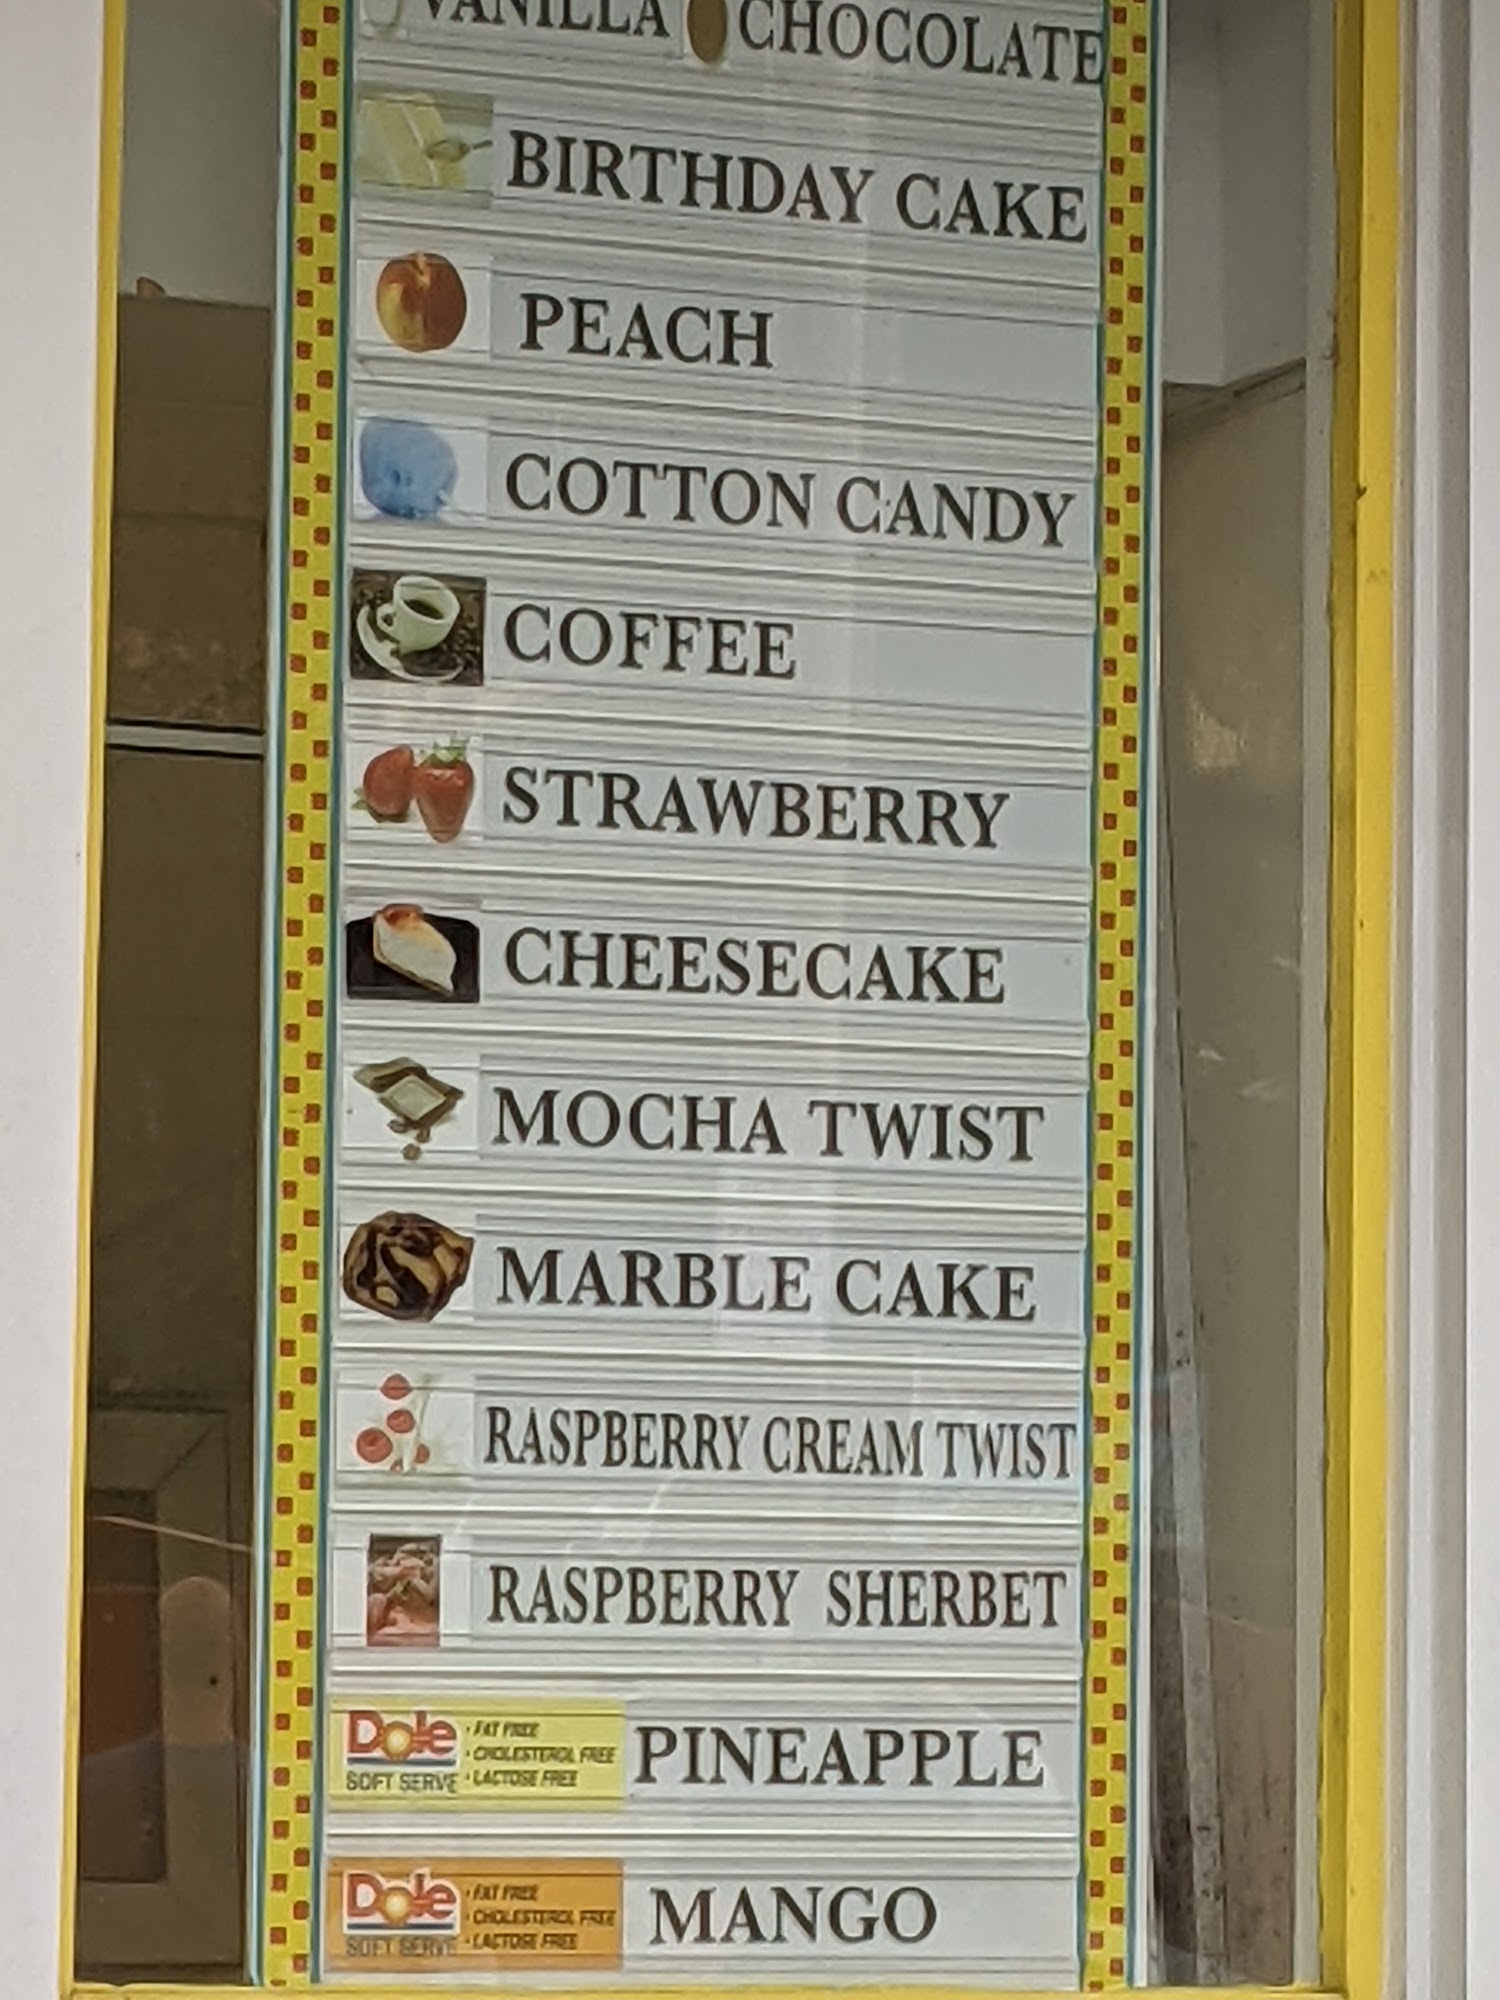 VANILLA CHOCOLATE
BIRTHDAY CAKE
PEACH
COTTON CANDY
COFFEE
STRAWBERRY
CHEESECAKE
MOCHA TWIST
MARBLE CAKE
RASPBERRY CREAM TWIST
RASPBERRY SHERBET
Dole
SOFT SERVE
• FAT FREE
• CHOLESTEROL FREE
• LACTOSE FREE
PINEAPPLE
Dole
SOFT SERVE
• FAT FREE
• CHOLESTEROL FREE
• LACTOSE FREE
MANGO